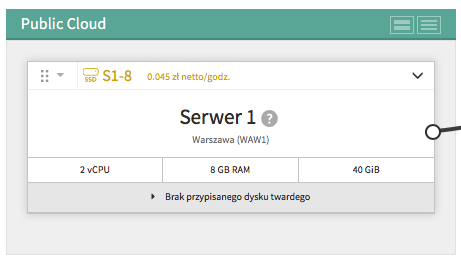 Public Cloud
SSD S1-8 0.045 zł netto/godz.
Serwer 1 ?
Warszawa (WAW1)
2 vCPU 8 GB RAM 40 GiB
Brak przypisanego dysku twardego